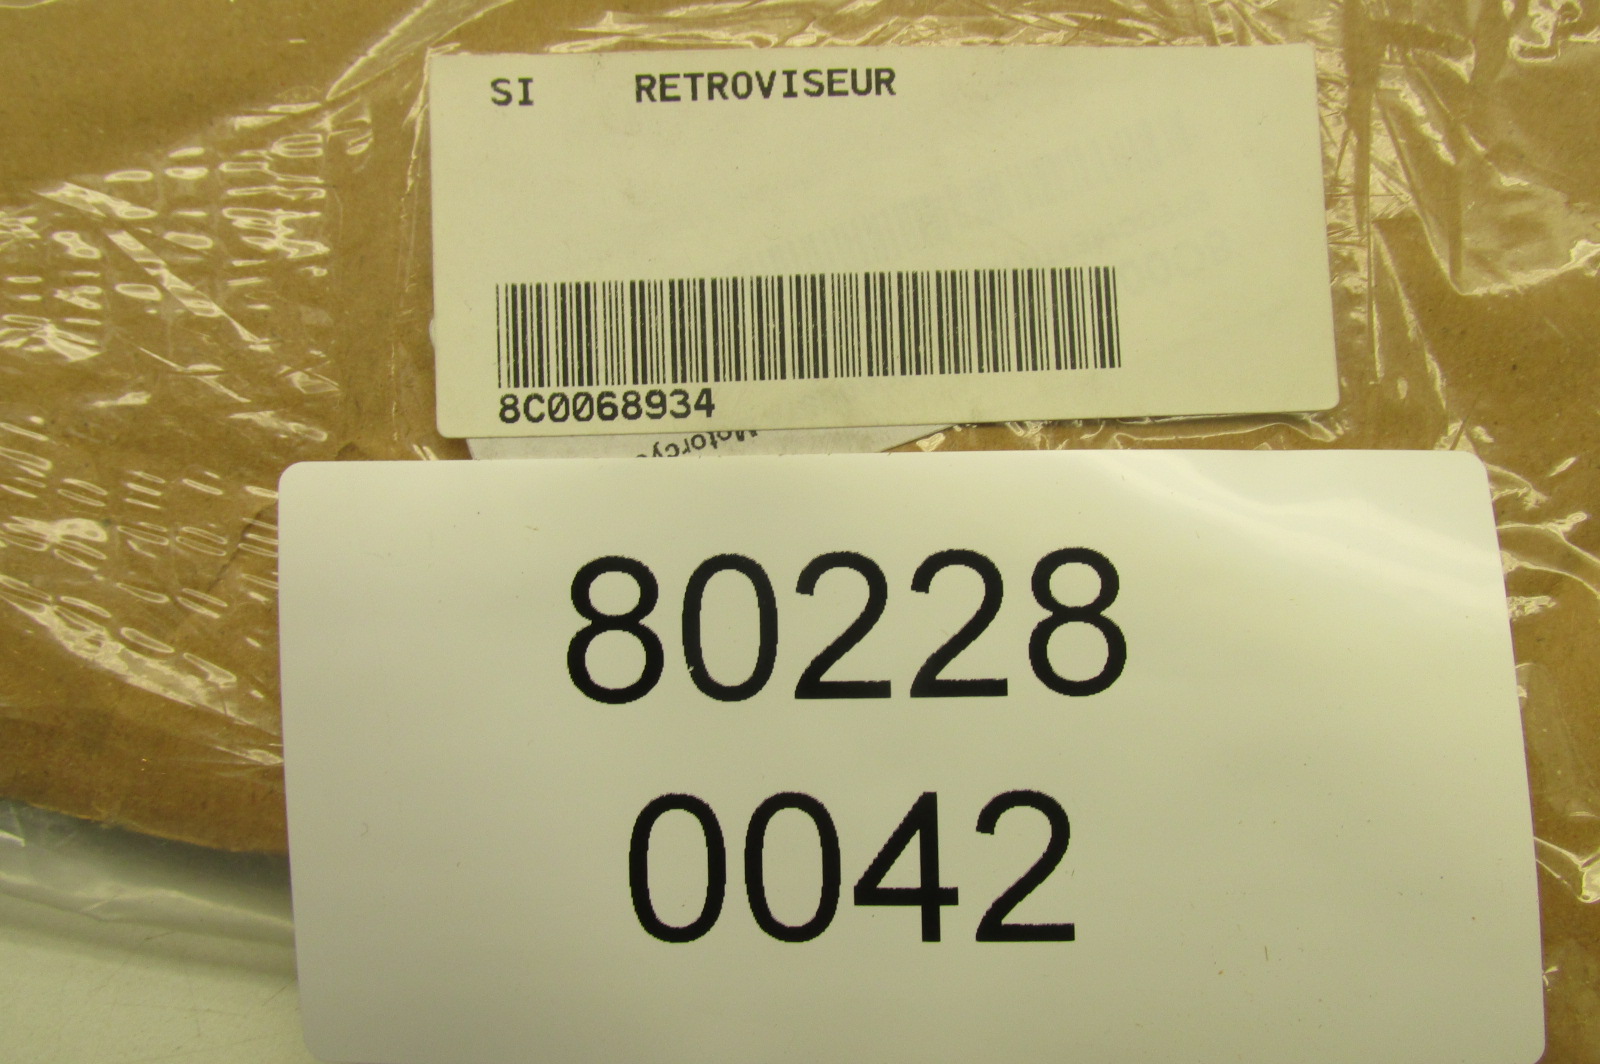 SI RETROVISEUR
8C0068934
80228
0042